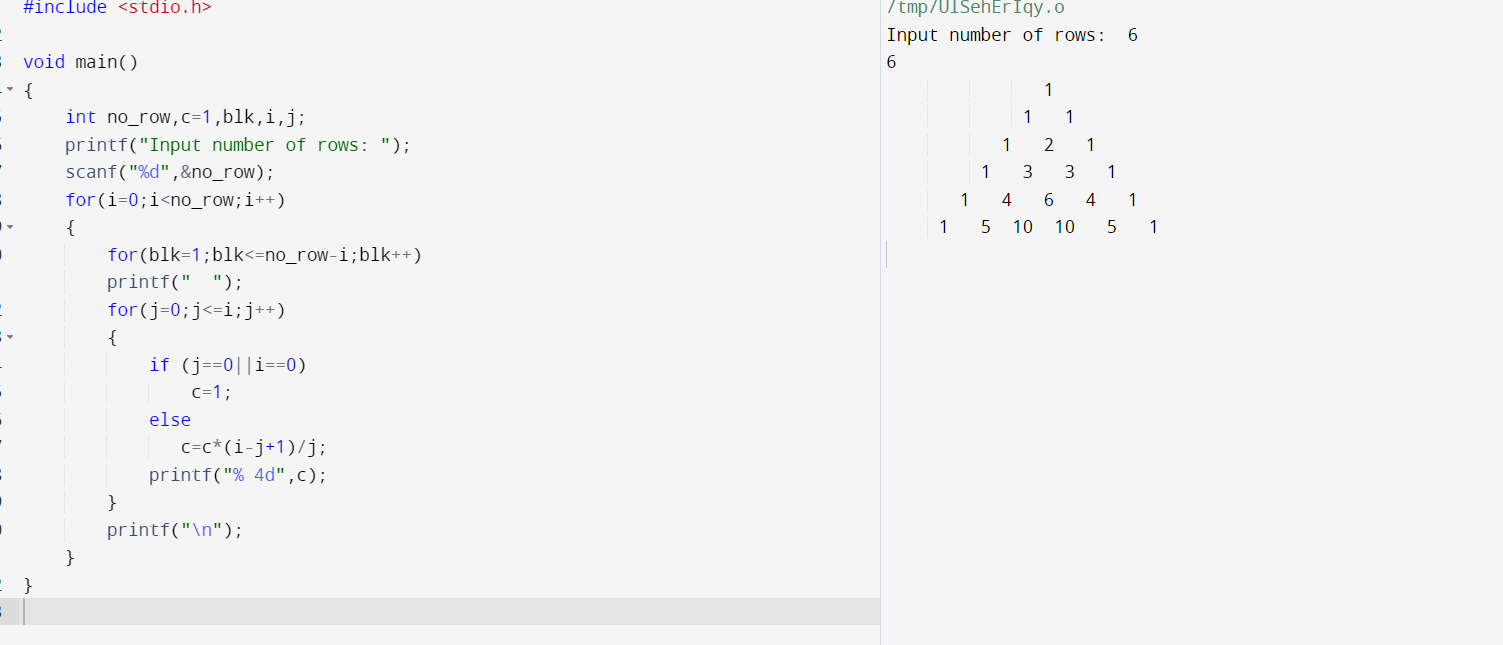 #include <stdio.h>
void main()
{
    int no_row,c=1,blk,i,j;
    printf("Input number of rows: ");
    scanf("%d",&no_row);
    for(i=0;i<no_row;i++)
    {
        for(blk=1;blk<=no_row-i;blk++)
        printf("  ");
        for(j=0;j<=i;j++)
        {
            if (j==0||i==0)
                c=1;
            else
               c=c*(i-j+1)/j;
            printf("% 4d",c);
        }
        printf("\n");
    }
}
/tmp/UlSehErIqy.o
Input number of rows:  6
6
               1
             1   1
           1   2   1
         1   3   3   1
       1   4   6   4   1
     1   5  10  10   5   1